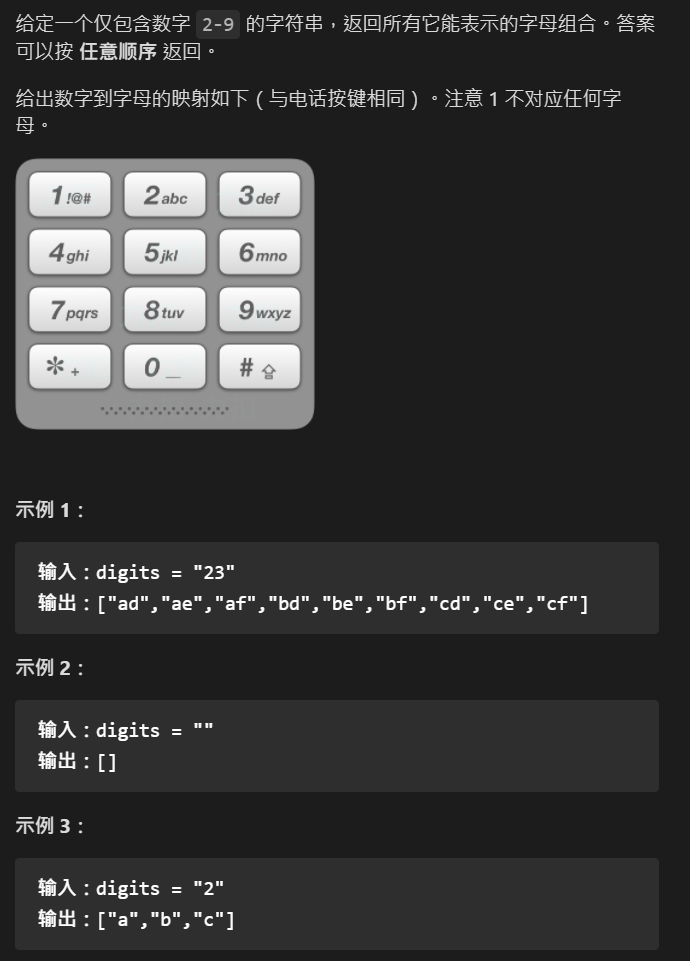 给定一个仅包含数字 2-9 的字符串，返回所有它能表示的字母组合。答案
可以按 任意顺序 返回。
给出数字到字母的映射如下（与电话按键相同）。注意 1 不对应任何字
母。
1 !@# 2 abc 3 def
4 ghi 5 jkl 6 mno
7 pqrs 8 tuv 9 wxyz
* + 0 _ #
示例 1：
输入：digits = "23"
输出：["ad","ae","af","bd","be","bf","cd","ce","cf"]
示例 2：
输入：digits = ""
输出：[]
示例 3：
输入：digits = "2"
输出：["a","b","c"]